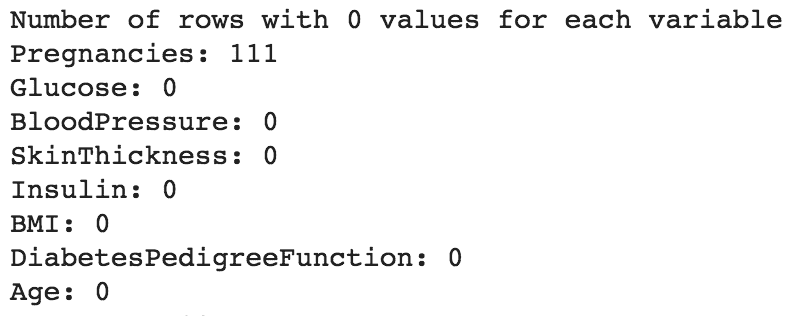 Number of rows with 0 values for each variable
Pregnancies: 111
Glucose: 0
BloodPressure: 0
SkinThickness: 0
Insulin: 0
BMI: 0
DiabetesPedigreeFunction: 0
Age: 0